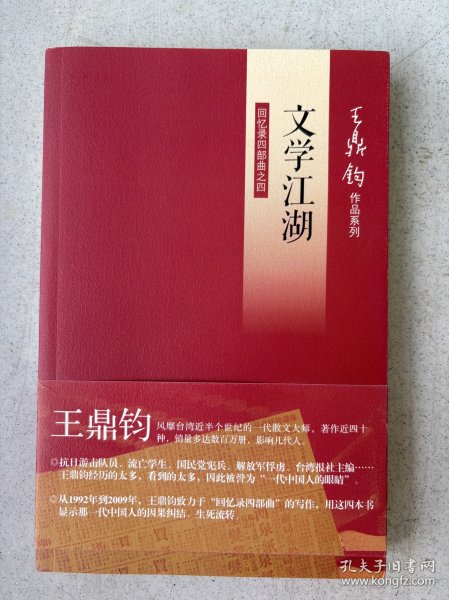 王鼎钧
作品系列
文学江湖
回忆录四部曲之四
王鼎钧
风靡台湾近半个世纪的一代散文大师，著作近四十
种，销量多达数百万册，影响几代人。
◎抗日游击队员、流亡学生、国民党宪兵、解放军俘虏、台湾报社主编……
王鼎钧经历的太多，看到的太多，因此被誉为“一代中国人的眼睛”。
◎从1992年到2009年，王鼎钧致力于“回忆录四部曲”的写作，用这四本书
显示那一代中国人的因果纠结、生死流转。
孔夫子旧书网
kongfz.com